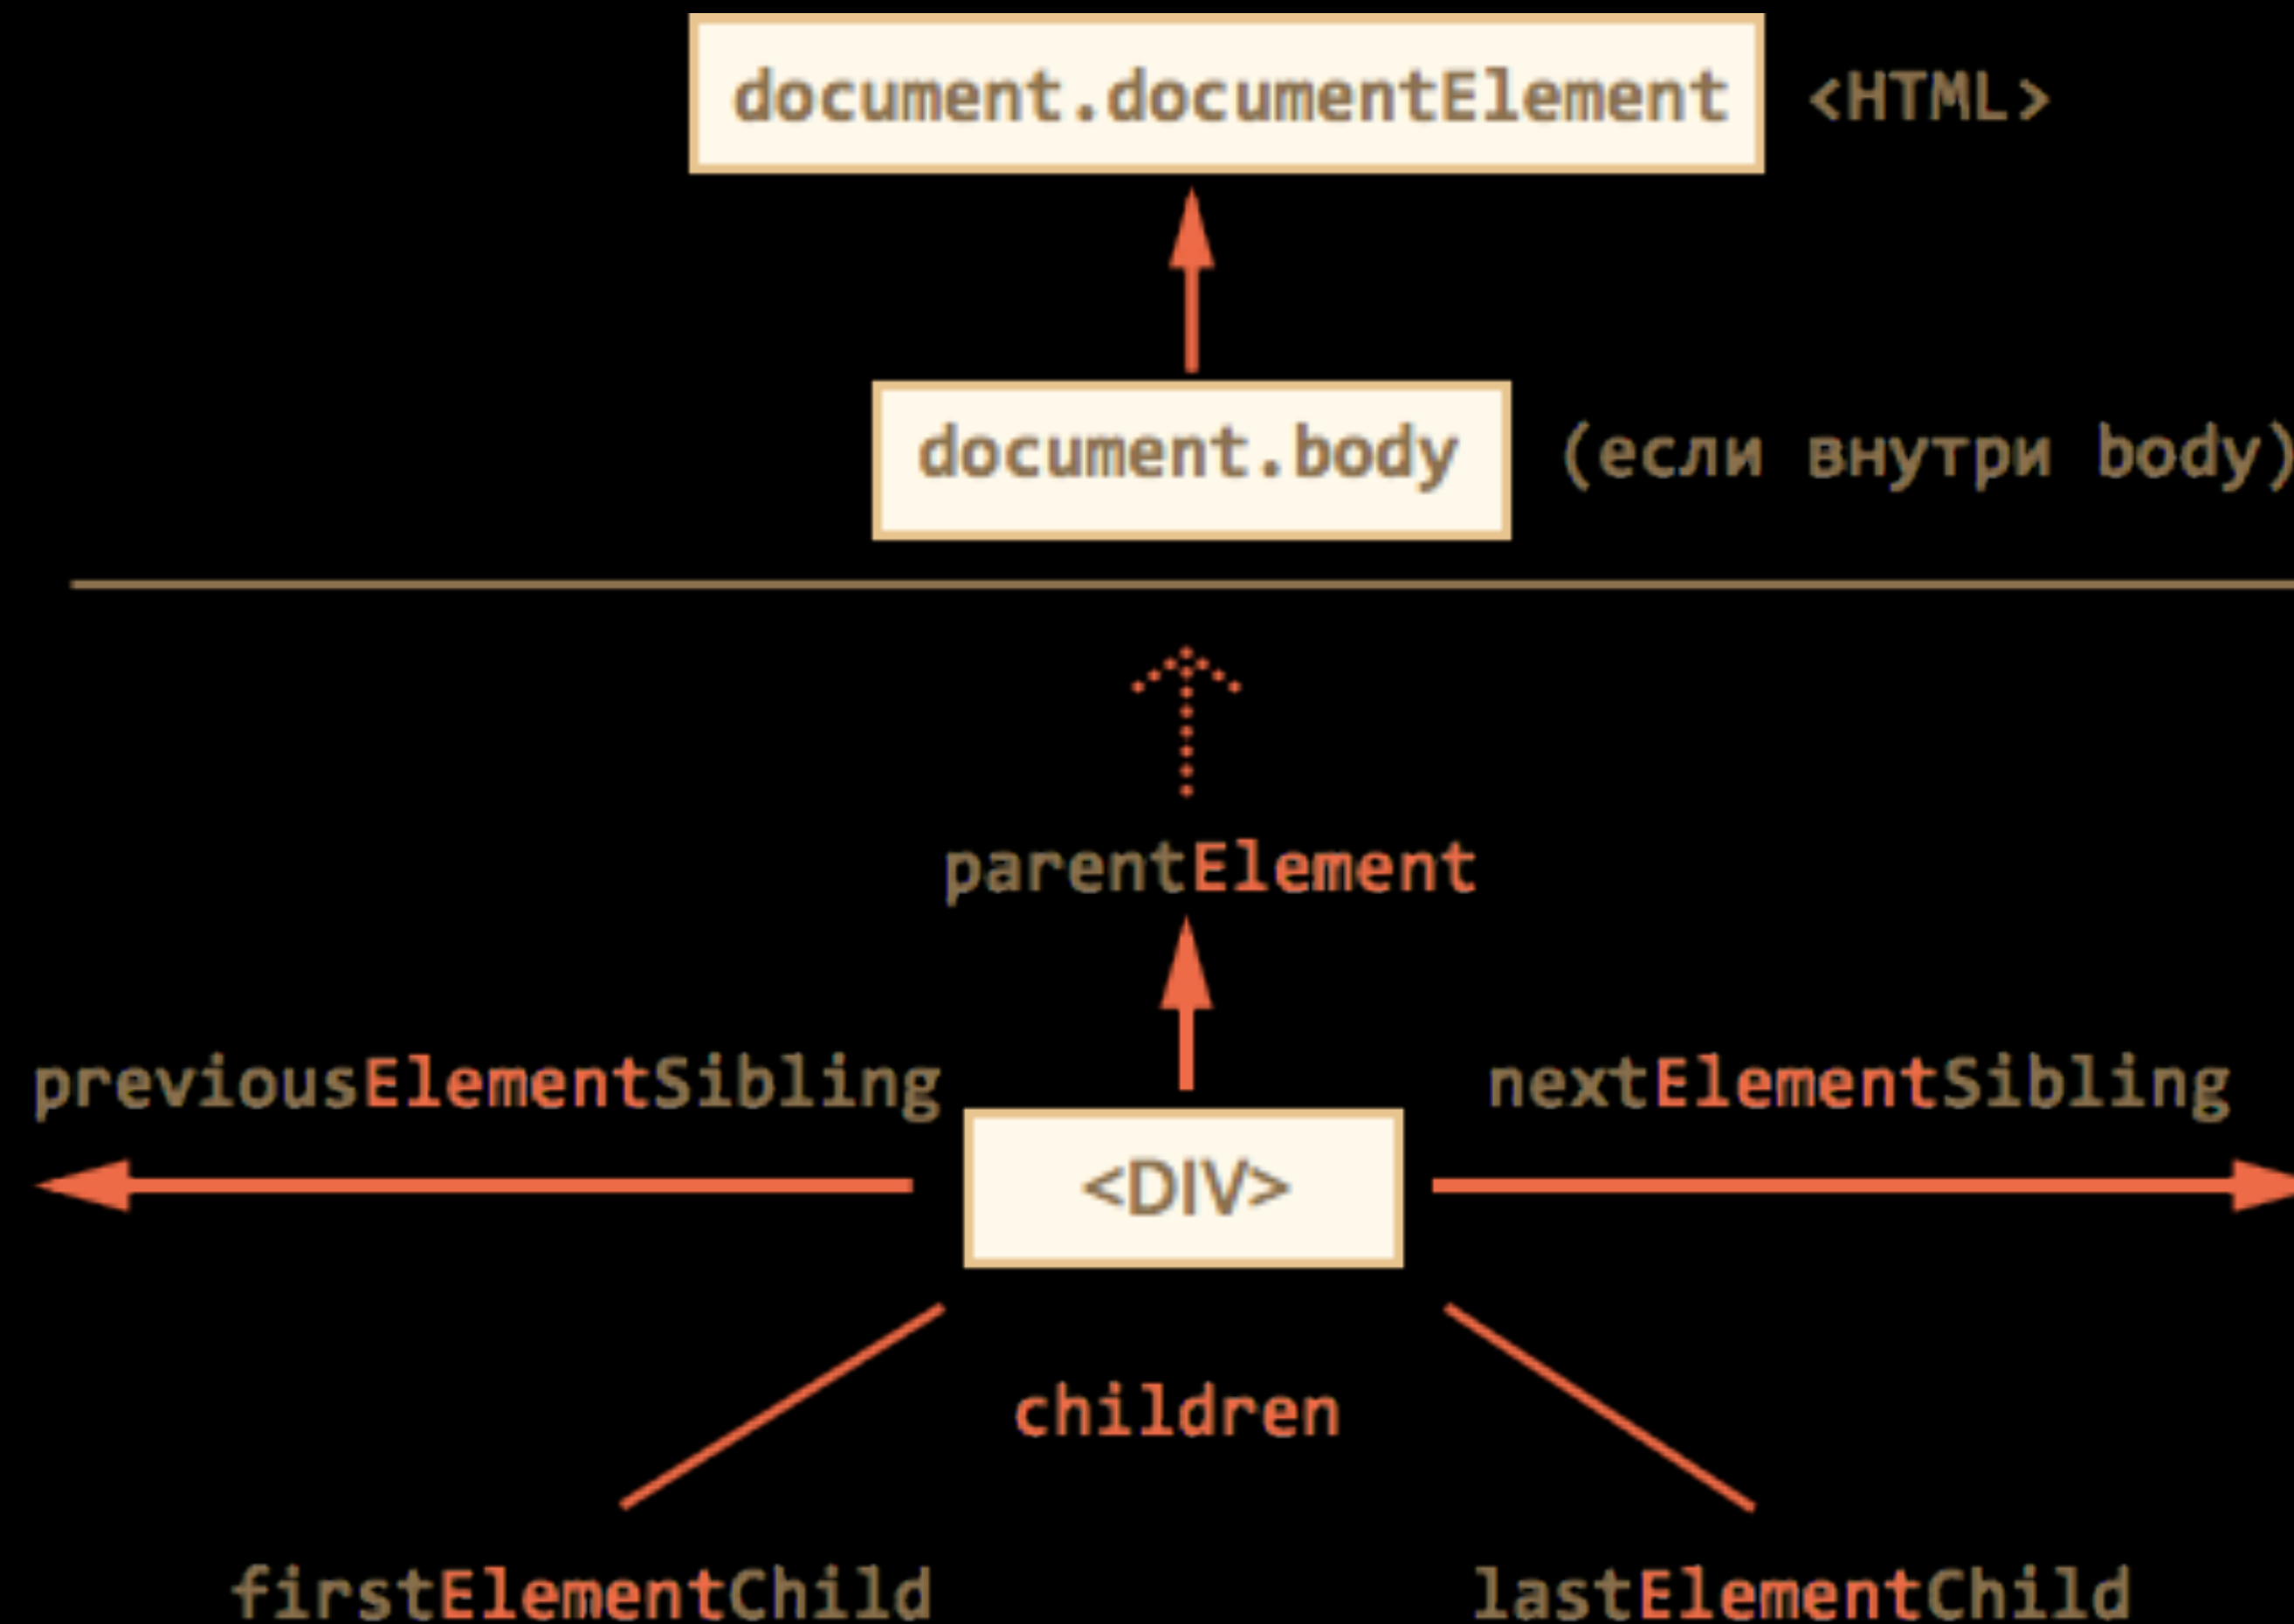 document.documentElement <HTML>
document.body (если внутри body)
parentElement
previousElementSibling nextElementSibling
<DIV>
children
firstElementChild lastElementChild